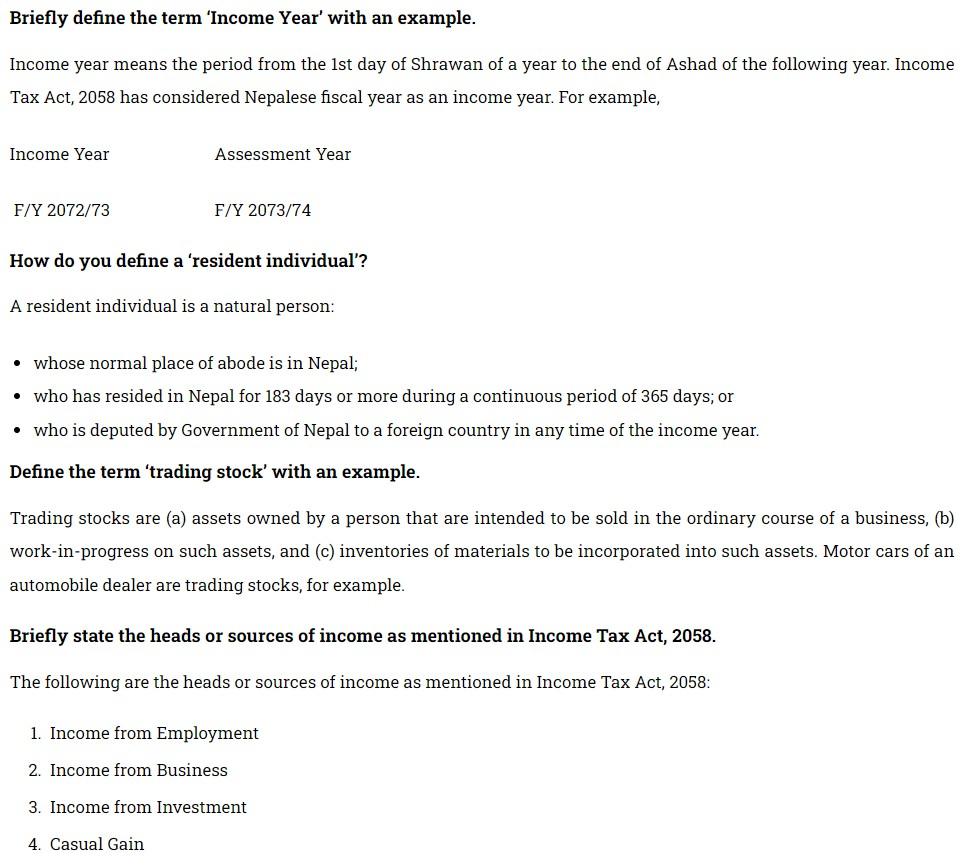 Briefly define the term ‘Income Year’ with an example.
Income year means the period from the 1st day of Shrawan of a year to the end of Ashad of the following year. Income
Tax Act, 2058 has considered Nepalese fiscal year as an income year. For example,
Income Year Assessment Year
F/Y 2072/73 F/Y 2073/74
How do you define a ‘resident individual’?
A resident individual is a natural person:
• whose normal place of abode is in Nepal;
• who has resided in Nepal for 183 days or more during a continuous period of 365 days; or
• who is deputed by Government of Nepal to a foreign country in any time of the income year.
Define the term ‘trading stock’ with an example.
Trading stocks are (a) assets owned by a person that are intended to be sold in the ordinary course of a business, (b)
work-in-progress on such assets, and (c) inventories of materials to be incorporated into such assets. Motor cars of an
automobile dealer are trading stocks, for example.
Briefly state the heads or sources of income as mentioned in Income Tax Act, 2058.
The following are the heads or sources of income as mentioned in Income Tax Act, 2058:
1. Income from Employment
2. Income from Business
3. Income from Investment
4. Casual Gain